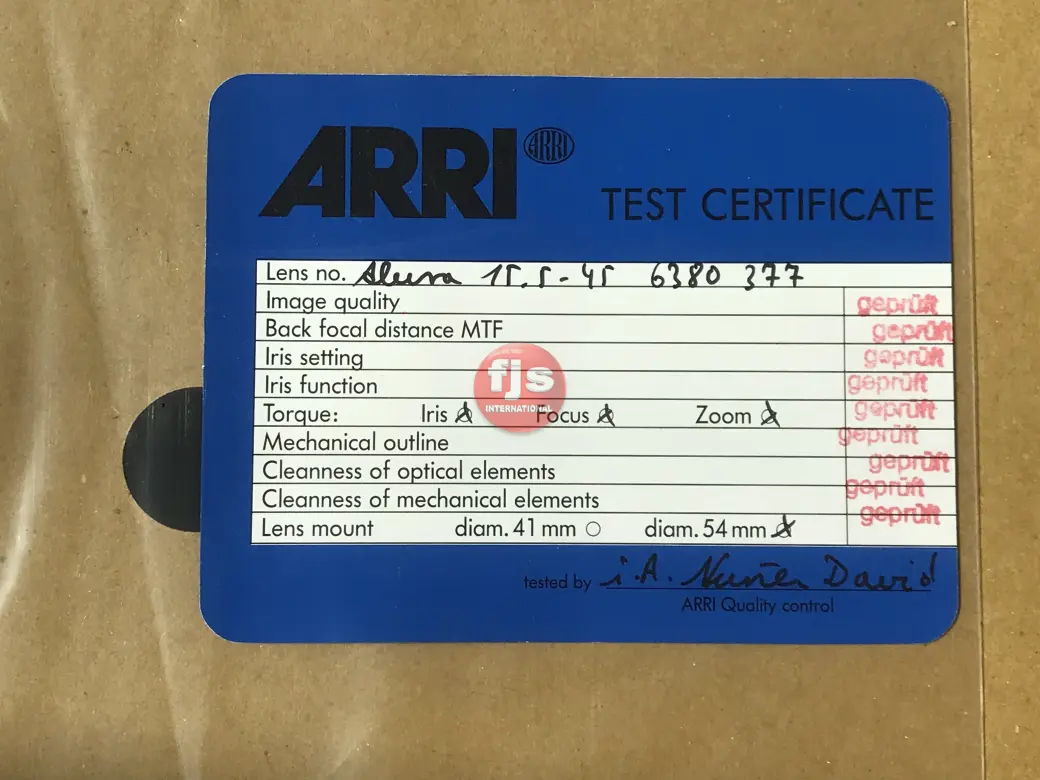 ARRI ARRI
TEST CERTIFICATE
Lens no. Alura 15.5-45 6380 377
Image quality geprüft
Back focal distance MTF geprüft
Iris setting geprüft
Iris function geprüft
Torque: Iris Focus Zoom geprüft
Mechanical outline geprüft
Cleanness of optical elements geprüft
Cleanness of mechanical elements geprüft
Lens mount diam. 41 mm diam. 54 mm geprüft
fjs
INTERNATIONAL
tested by i.A. Nuñez David
ARRI Quality control